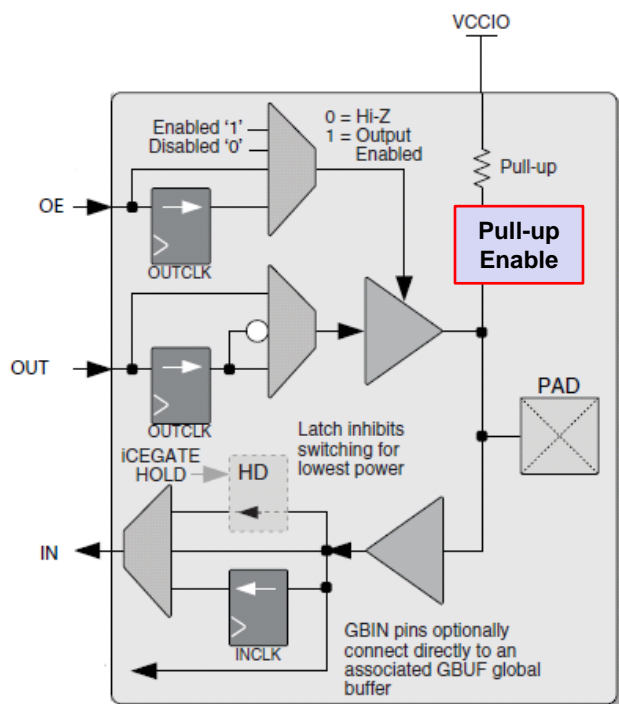 VCCIO
Enabled ‘1’
Disabled ‘0’
0 = Hi-Z
1 = Output
Enabled
Pull-up
OE
OUTCLK
Pull-up
Enable
OUT
OUTCLK
PAD
iCEGATE
HOLD
HD
Latch inhibits
switching for
lowest power
IN
INCLK
GBIN pins optionally
connect directly to an
associated GBUF global
buffer